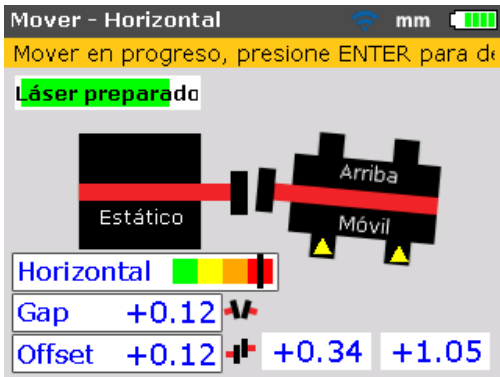 Mover - Horizontal mm
Mover en progreso, presione ENTER para de
Láser preparado
Arriba
Estático
Móvil
Horizontal
Gap +0.12
Offset +0.12 +0.34 +1.05